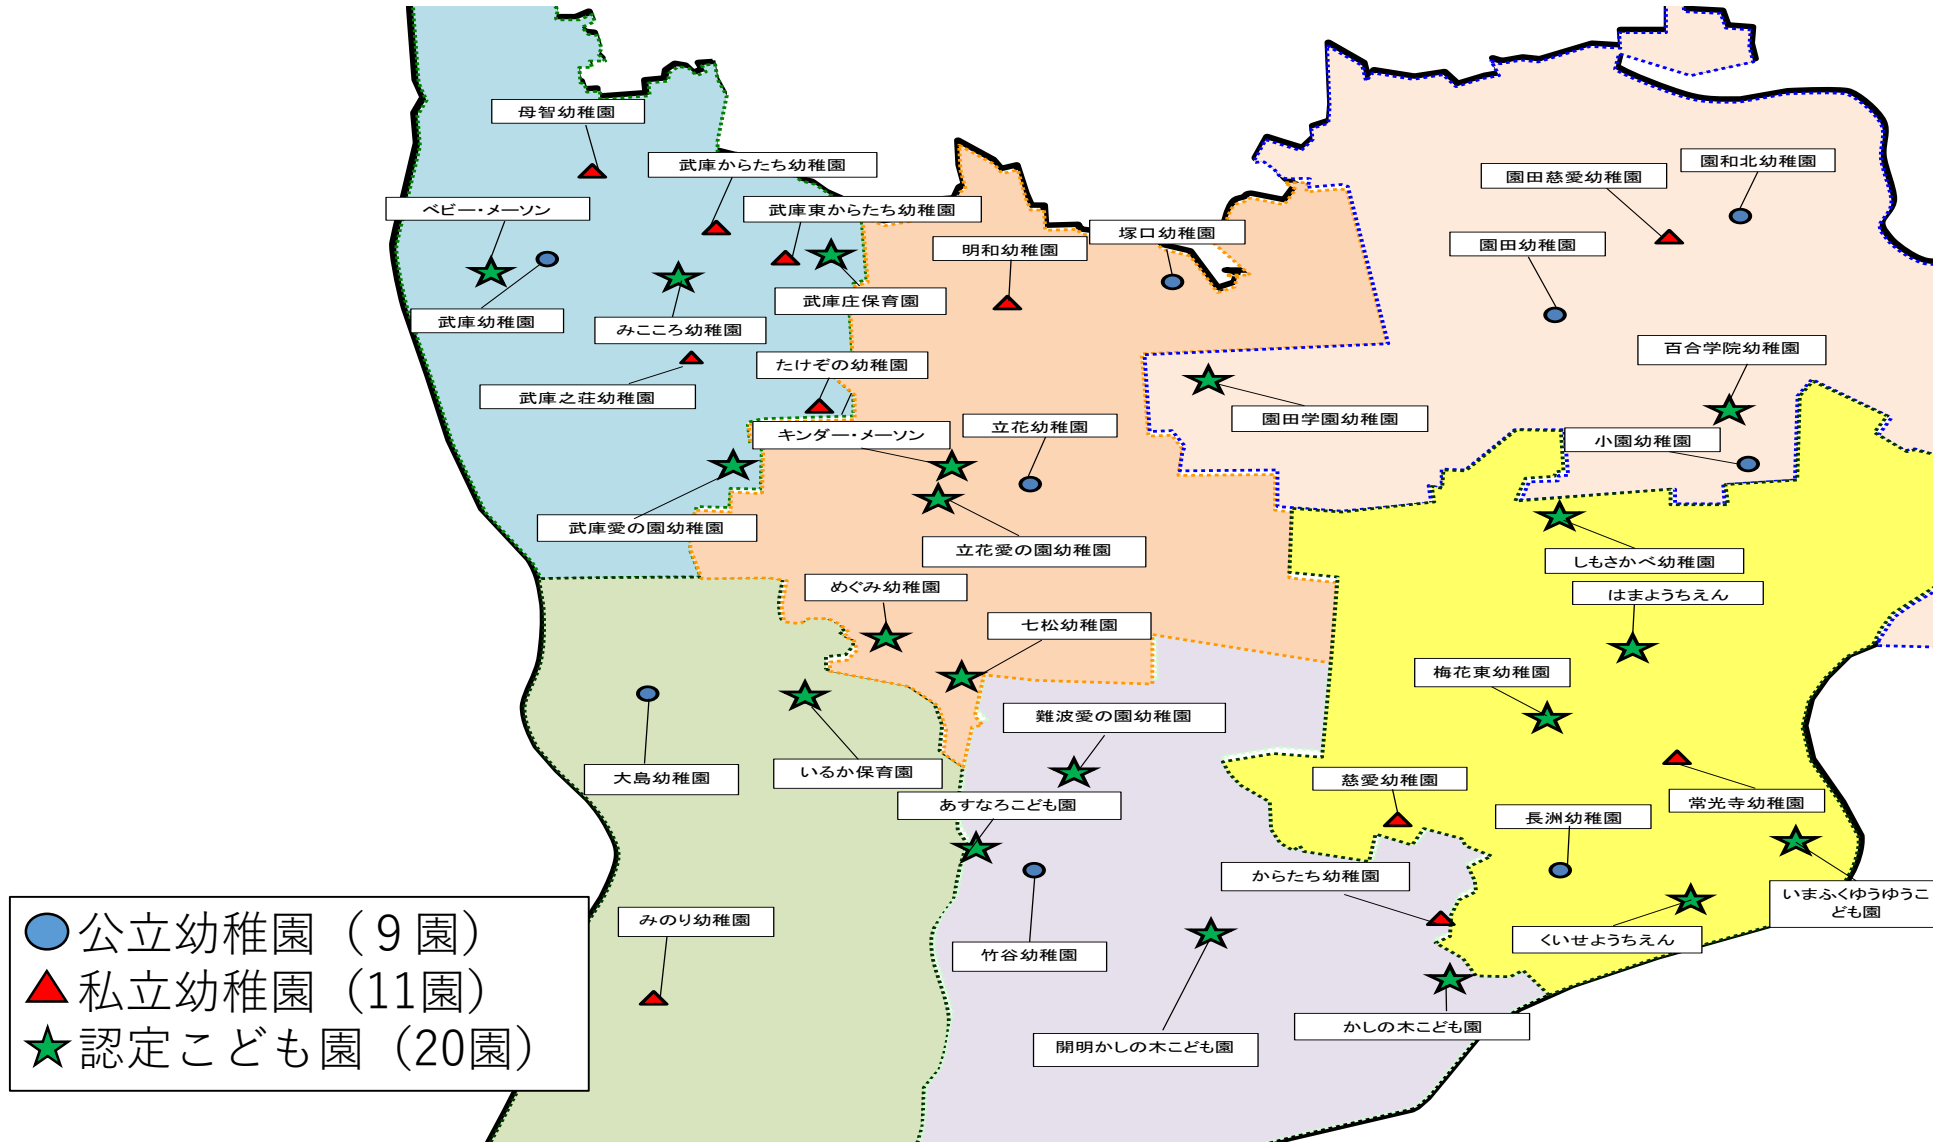 母智幼稚園
武庫からたち幼稚園
園和北幼稚園
園田慈愛幼稚園
ベビー・メーソン
武庫東からたち幼稚園
塚口幼稚園
明和幼稚園
園田幼稚園
武庫庄保育園
武庫幼稚園
みこころ幼稚園
百合学院幼稚園
たけぞの幼稚園
武庫之荘幼稚園
園田学園幼稚園
立花幼稚園
キンダー・メーソン
小園幼稚園
武庫愛の園幼稚園
立花愛の園幼稚園
しもさかべ幼稚園
めぐみ幼稚園
はまようちえん
七松幼稚園
梅花東幼稚園
難波愛の園幼稚園
大島幼稚園
いるか保育園
慈愛幼稚園
あすなろこども園
常光寺幼稚園
長洲幼稚園
からたち幼稚園
いまふくゆうゆうこ
ども園
みのり幼稚園
くいせようちえん
竹谷幼稚園
かしの木こども園
開明かしの木こども園
公立幼稚園（９園）
私立幼稚園（11園）
認定こども園（20園）